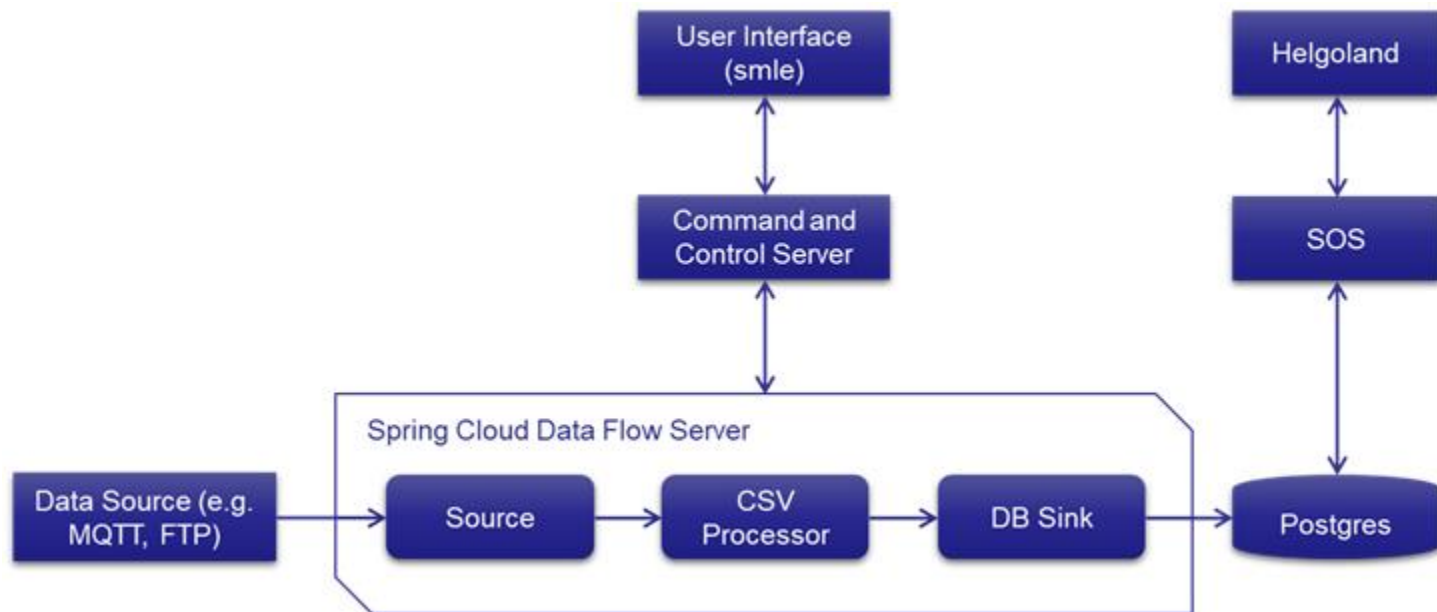 User Interface
(smle)
Helgoland
Command and
Control Server
SOS
Spring Cloud Data Flow Server
Data Source (e.g.
MQTT, FTP)
Source
CSV
Processor
DB Sink
Postgres